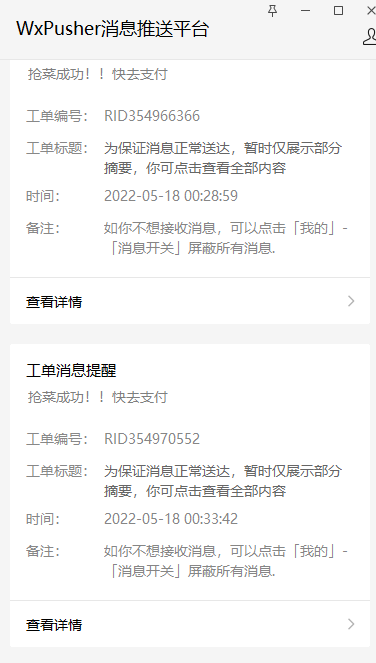 WxPusher消息推送平台
抢菜成功！！快去支付
工单编号： RID354966366
工单标题： 为保证消息正常送达，暂时仅展示部分
摘要，你可点击查看全部内容
时间： 2022-05-18 00:28:59
备注： 如你不想接收消息，可以点击「我的」-
「消息开关」屏蔽所有消息.
查看详情
工单消息提醒
抢菜成功！！快去支付
工单编号： RID354970552
工单标题： 为保证消息正常送达，暂时仅展示部分
摘要，你可点击查看全部内容
时间： 2022-05-18 00:33:42
备注： 如你不想接收消息，可以点击「我的」-
「消息开关」屏蔽所有消息.
查看详情